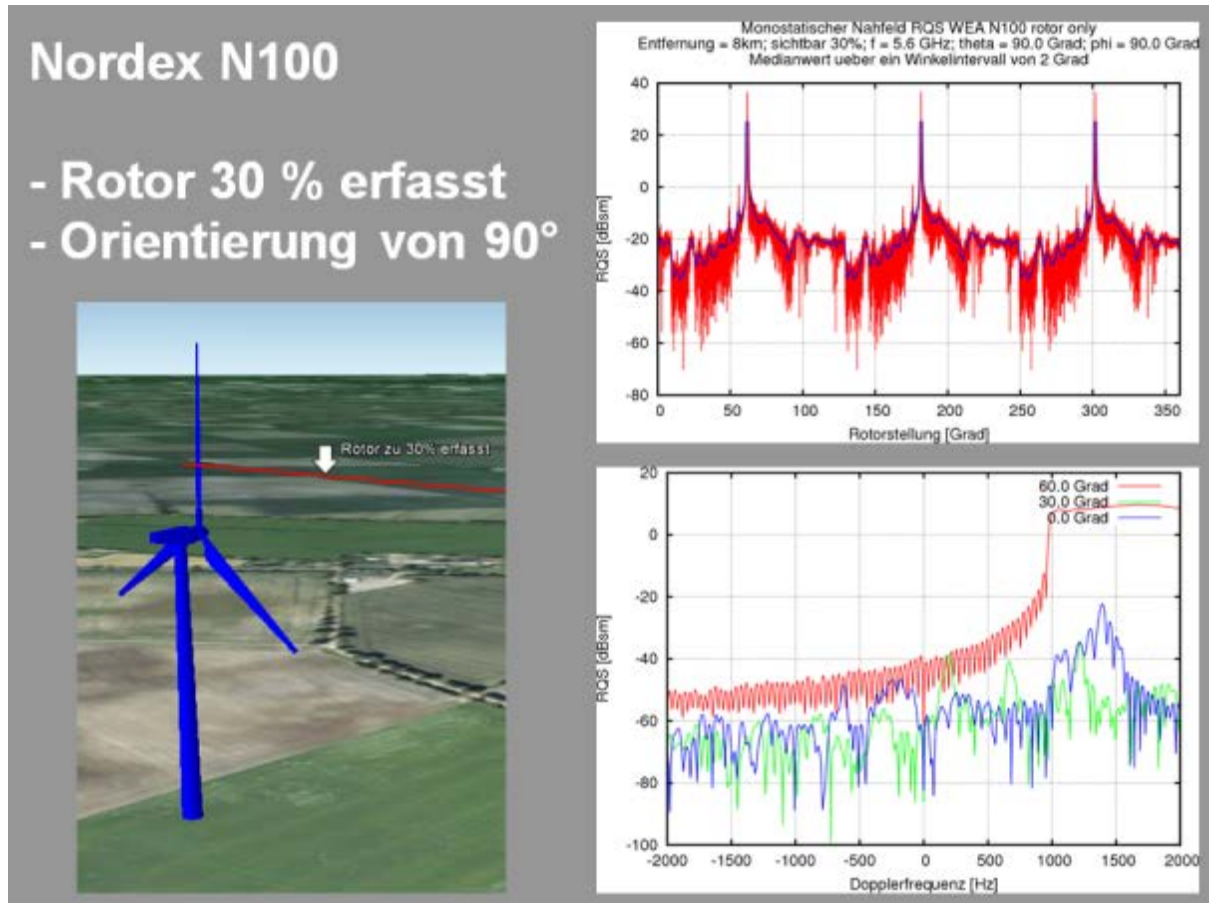 Nordex N100
- Rotor 30 % erfasst
- Orientierung von 90°
Rotor zu 30% erfasst
Monostatischer Nahfeld RQS WEA N100 rotor only
Entfernung = 8km; sichtbar 30%; f = 5.6 GHz; theta = 90.0 Grad; phi = 90.0 Grad
Medianwert ueber ein Winkelintervall von 2 Grad
40
20
0
-20
-40
-60
-80
RQS [dBsm]
0 50 100 150 200 250 300 350
Rotorstellung [Grad]
60.0 Grad
30.0 Grad
0.0 Grad
20
0
-20
-40
-60
-80
-100
RQS [dBsm]
-2000 -1500 -1000 -500 0 500 1000 1500 2000
Dopplerfrequenz [Hz]